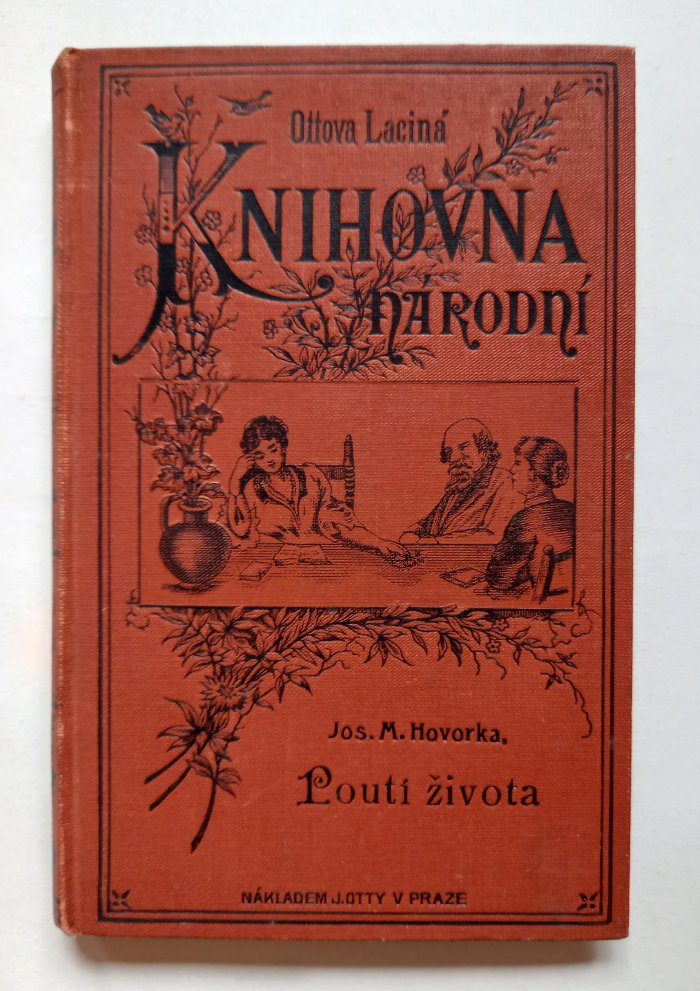 Ottova Laciná
KNIHOVNA
NÁRODNÍ
Jos. M. Hovorka.
Poutí života
NÁKLADEM J. OTTY V PRAZE